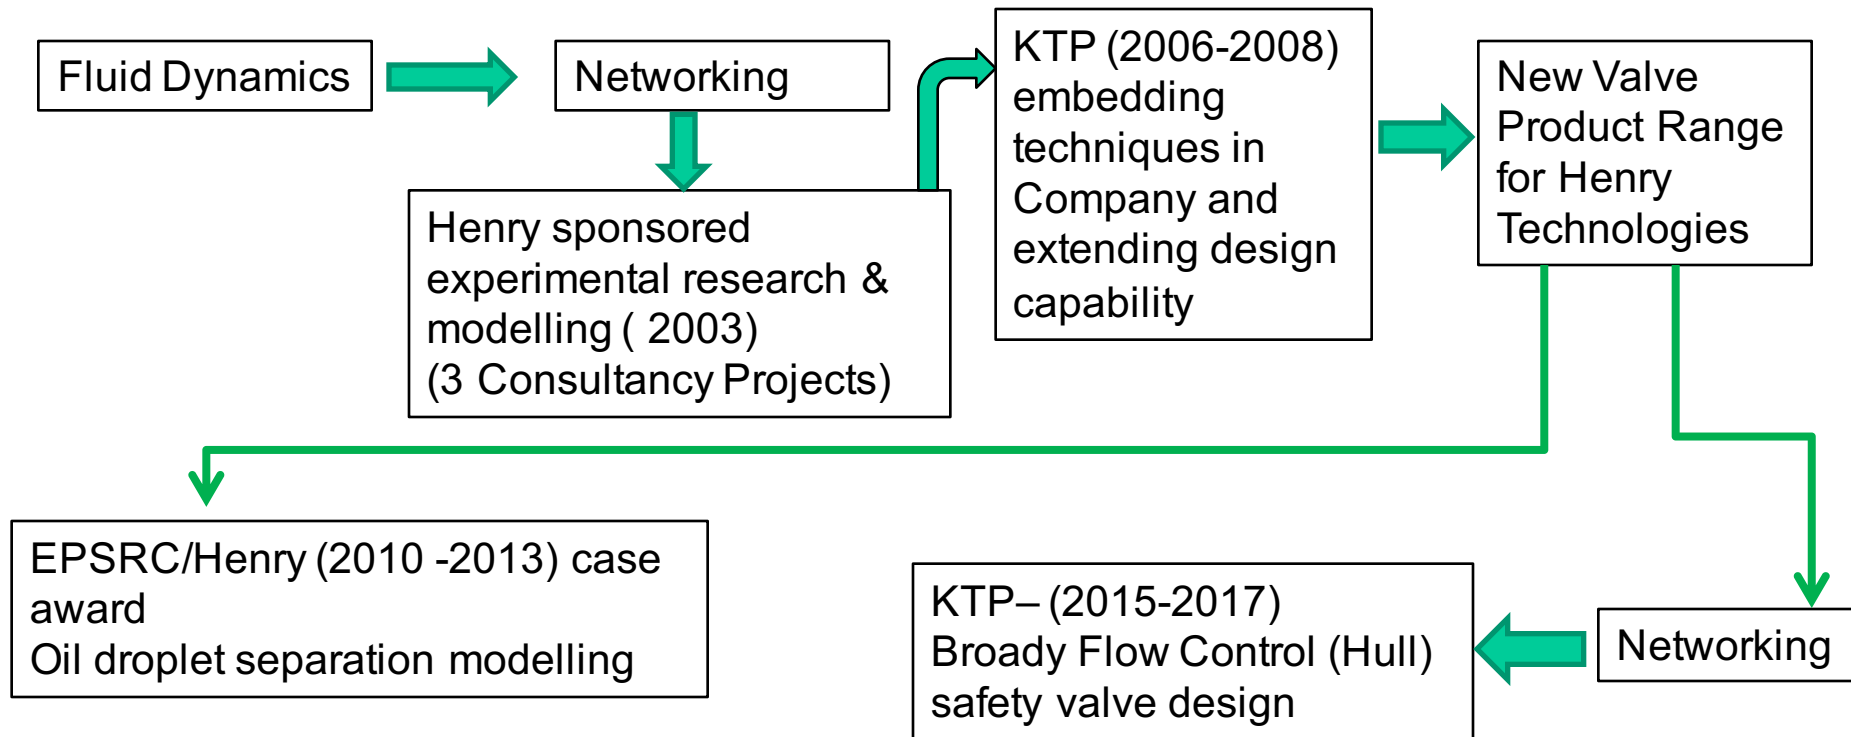 Fluid Dynamics
Networking
Henry sponsored
experimental research &
modelling ( 2003)
(3 Consultancy Projects)
KTP (2006-2008)
embedding
techniques in
Company and
extending design
capability
New Valve
Product Range
for Henry
Technologies
EPSRC/Henry (2010 -2013) case
award
Oil droplet separation modelling
KTP– (2015-2017)
Broady Flow Control (Hull)
safety valve design
Networking